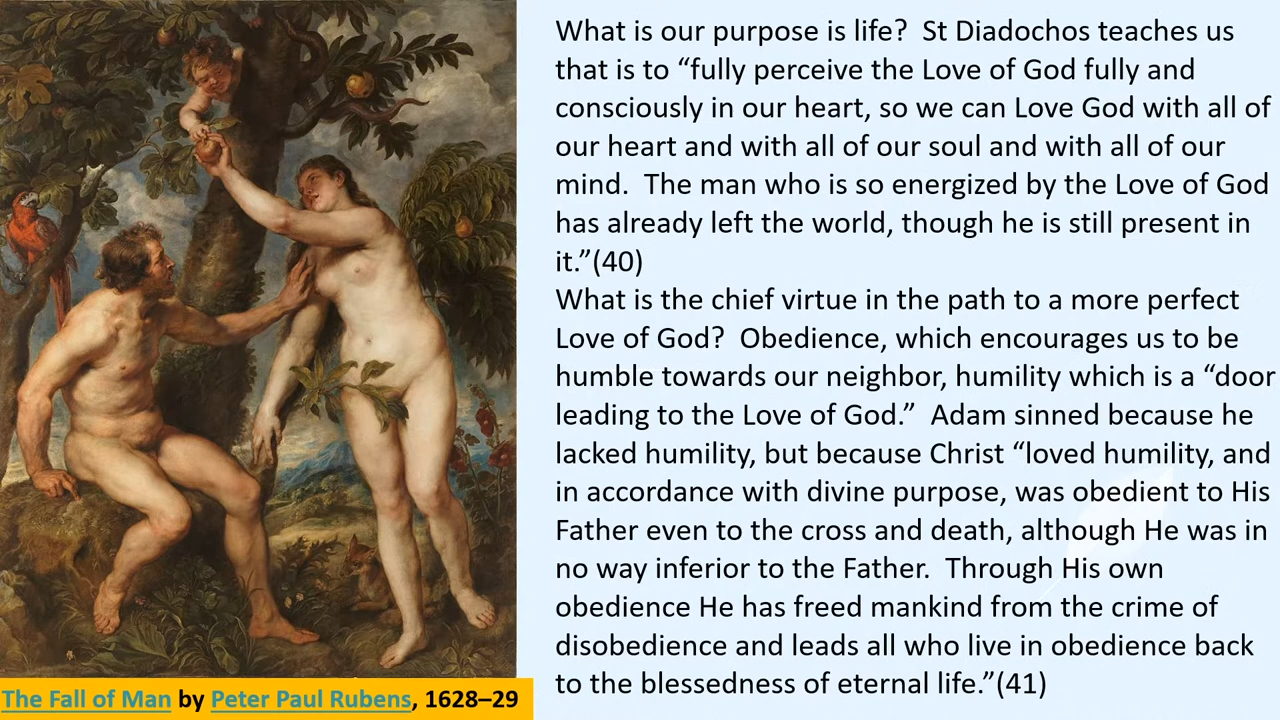 What is our purpose is life?  St Diadochos teaches us
that is to “fully perceive the Love of God fully and
consciously in our heart, so we can Love God with all of
our heart and with all of our soul and with all of our
mind.  The man who is so energized by the Love of God
has already left the world, though he is still present in
it.”(40)
What is the chief virtue in the path to a more perfect
Love of God?  Obedience, which encourages us to be
humble towards our neighbor, humility which is a “door
leading to the Love of God.”  Adam sinned because he
lacked humility, but because Christ “loved humility, and
in accordance with divine purpose, was obedient to His
Father even to the cross and death, although He was in
no way inferior to the Father.  Through His own
obedience He has freed mankind from the crime of
disobedience and leads all who live in obedience back
to the blessedness of eternal life.”(41)
The Fall of Man by Peter Paul Rubens, 1628–29